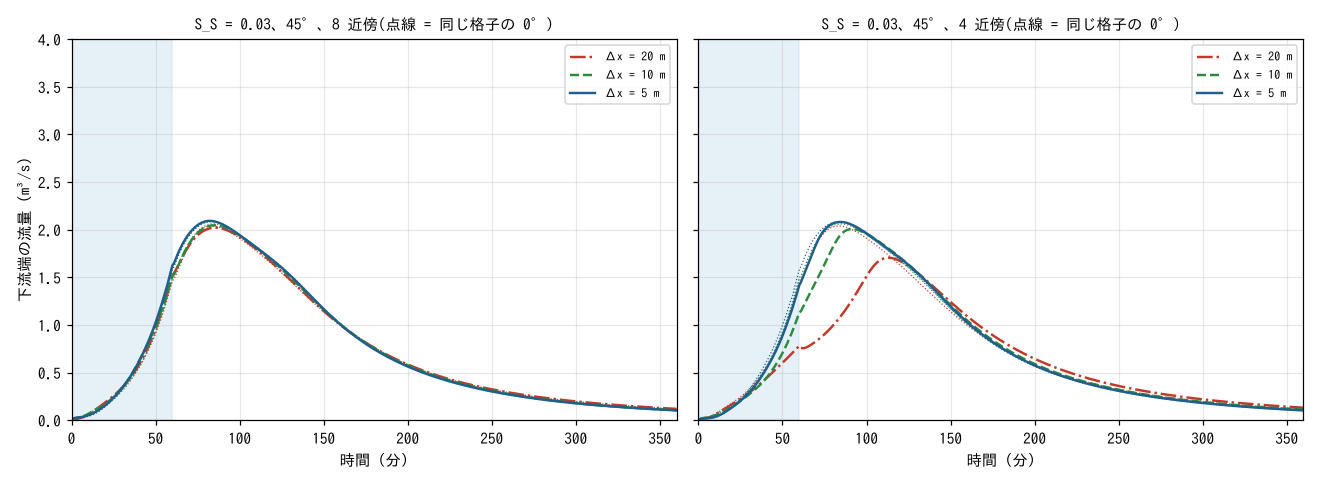 S_S = 0.03、45°、8 近傍(点線 = 同じ格子の 0°)
4.0
3.5
3.0
2.5
2.0
1.5
1.0
0.5
0.0
下流端の流量 (m³/s)
Δx = 20 m
Δx = 10 m
Δx = 5 m
0 50 100 150 200 250 300 350
時間 (分)
S_S = 0.03、45°、4 近傍(点線 = 同じ格子の 0°)
Δx = 20 m
Δx = 10 m
Δx = 5 m
0 50 100 150 200 250 300 350
時間 (分)